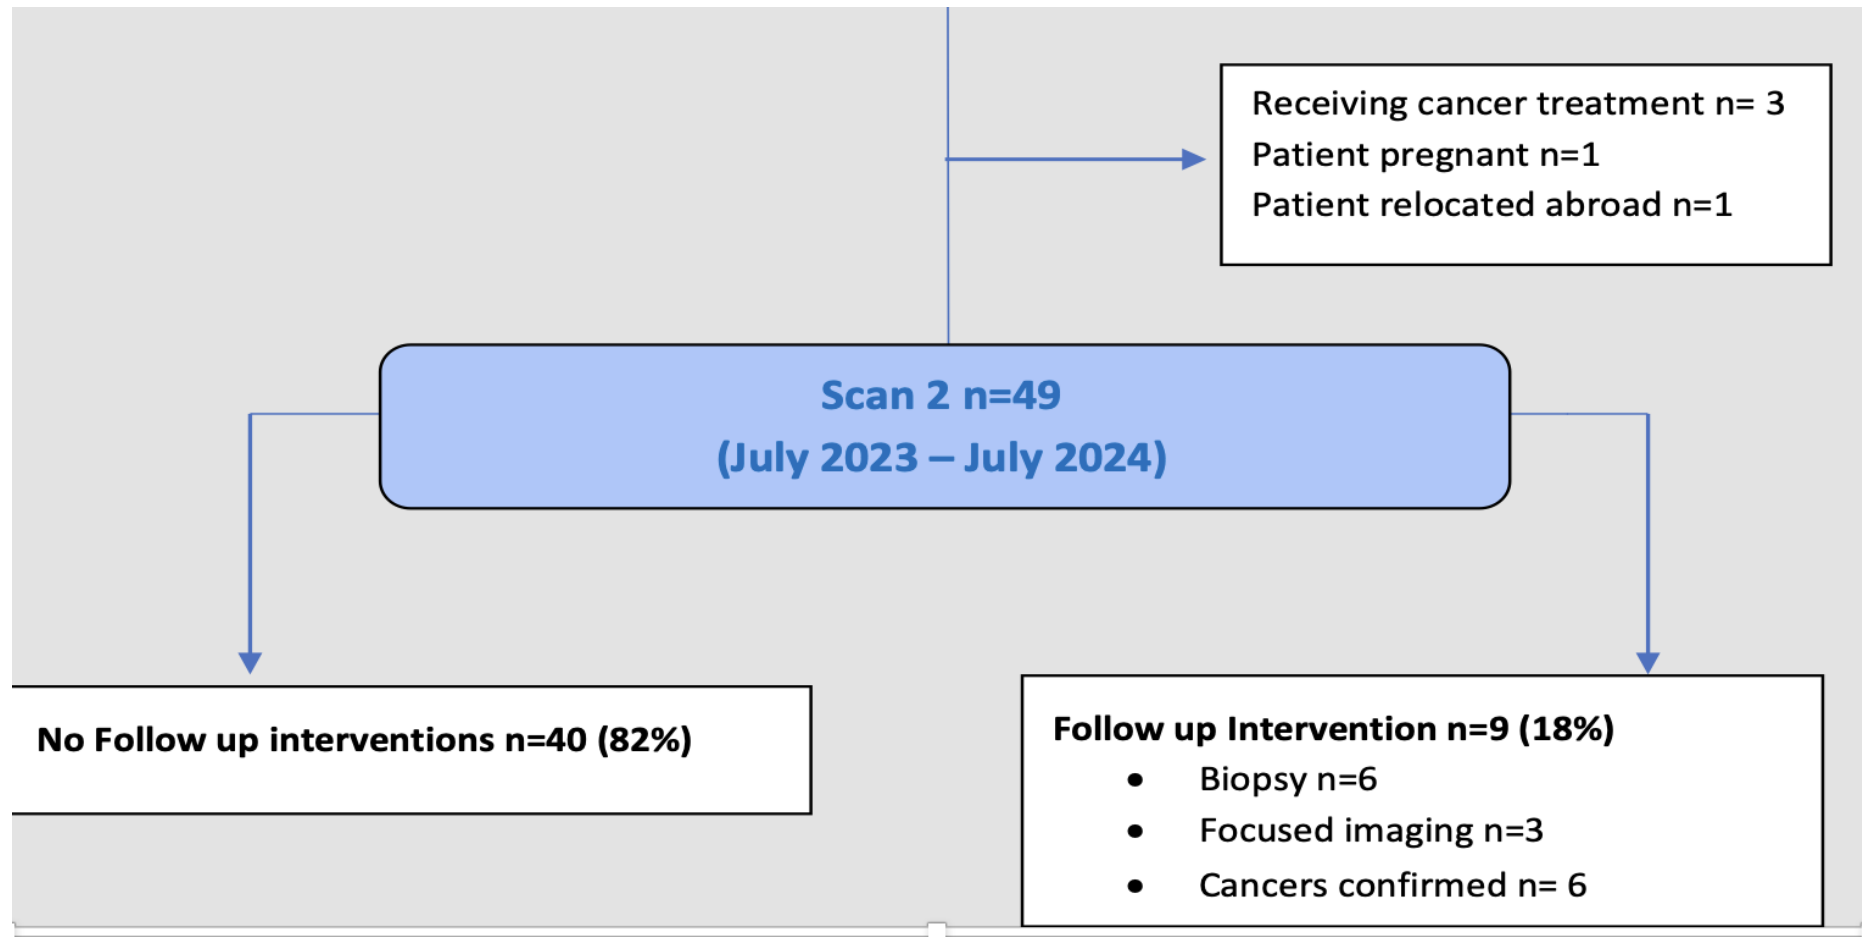 Receiving cancer treatment n= 3
Patient pregnant n=1
Patient relocated abroad n=1
Scan 2 n=49
(July 2023 – July 2024)
No Follow up interventions n=40 (82%)
Follow up Intervention n=9 (18%)
• Biopsy n=6
• Focused imaging n=3
• Cancers confirmed n= 6